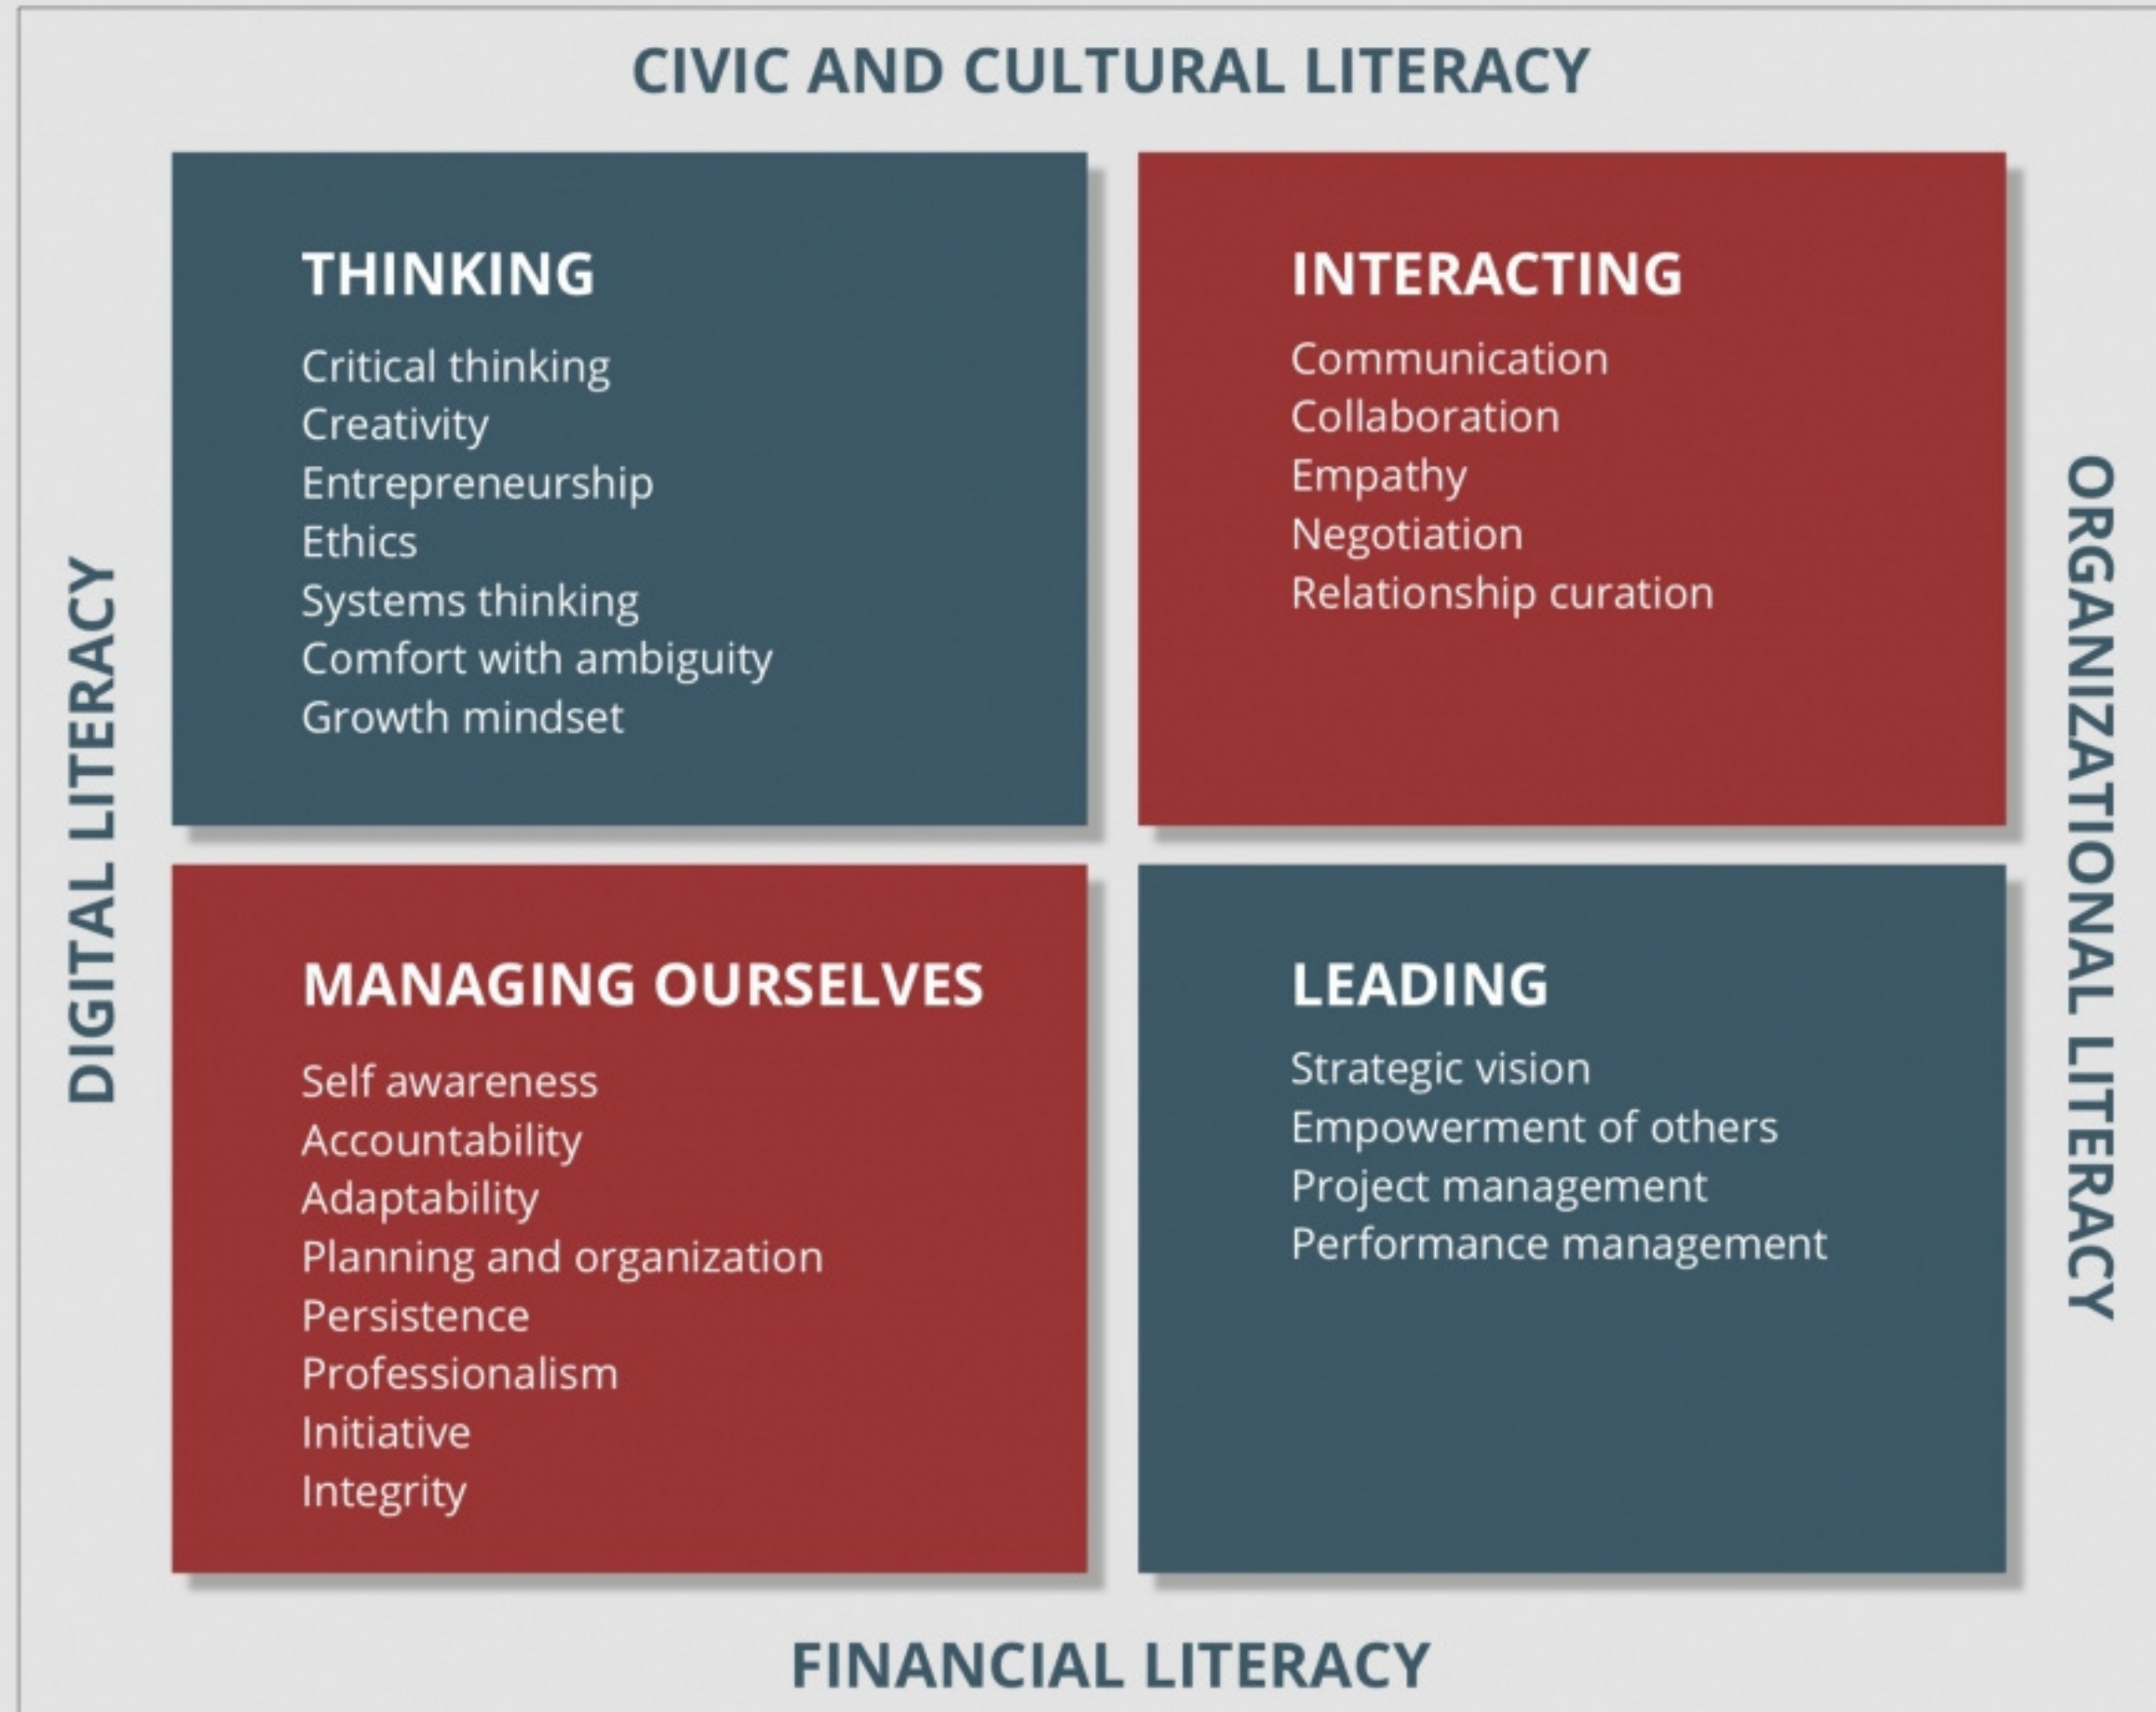 CIVIC AND CULTURAL LITERACY
DIGITAL LITERACY
THINKING
Critical thinking
Creativity
Entrepreneurship
Ethics
Systems thinking
Comfort with ambiguity
Growth mindset
INTERACTING
Communication
Collaboration
Empathy
Negotiation
Relationship curation
MANAGING OURSELVES
Self awareness
Accountability
Adaptability
Planning and organization
Persistence
Professionalism
Initiative
Integrity
LEADING
Strategic vision
Empowerment of others
Project management
Performance management
ORGANIZATIONAL LITERACY
FINANCIAL LITERACY